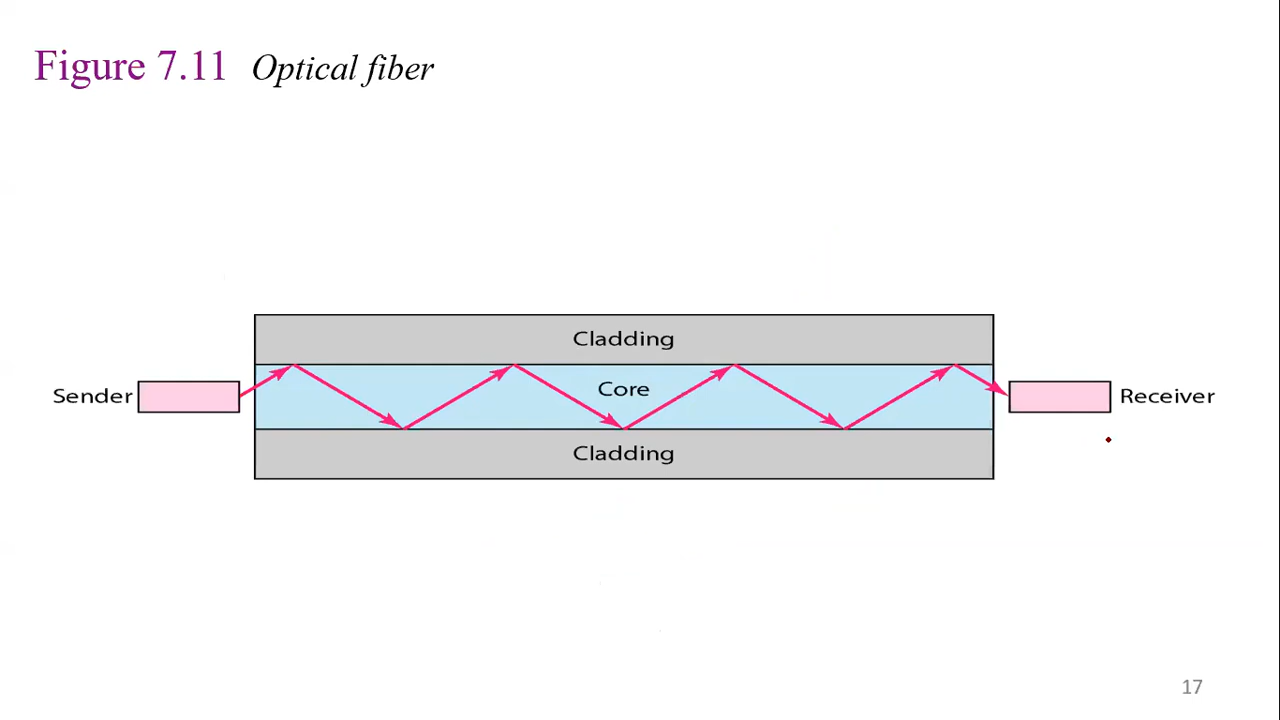 Figure 7.11 Optical fiber
Cladding
Sender
Core
Receiver
Cladding
17